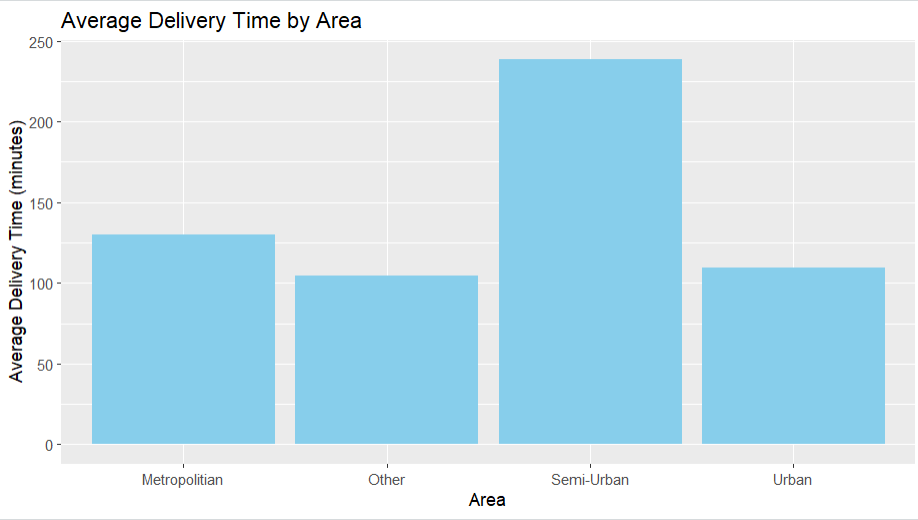 Average Delivery Time by Area
Average Delivery Time (minutes)
250
200
150
100
50
0
Metropolitian
Other
Semi-Urban
Urban
Area